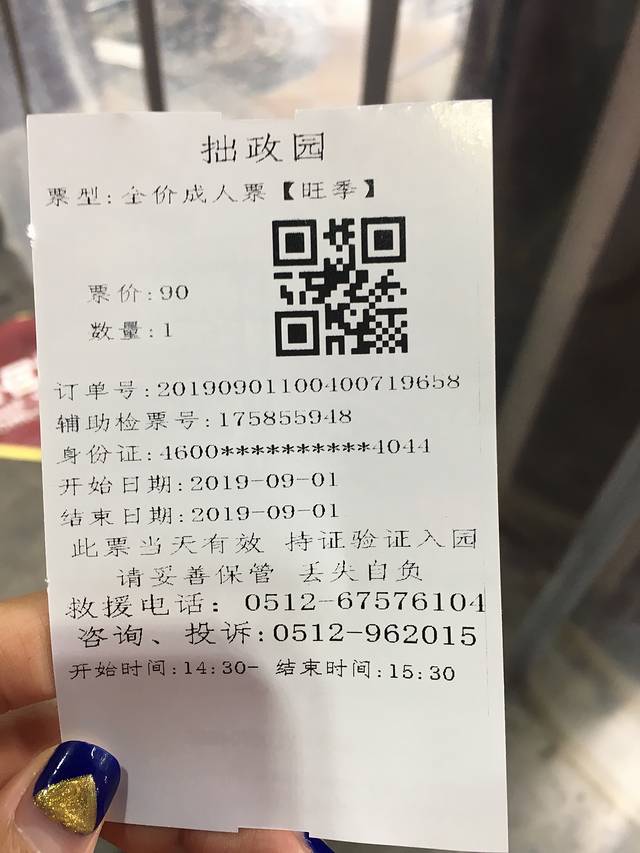 拙政园
票型:全价成人票【旺季】
票价:90
数量:1
订单号:20190901100400719658
辅助检票号:175855948
身份证:4600**********4044
开始日期:2019-09-01
结束日期:2019-09-01
此票当天有效 持证验证入园
请妥善保管 丢失自负
救援电话: 0512-67576104
咨询、投诉:0512-962015
开始时间:14:30- 结束时间:15:30